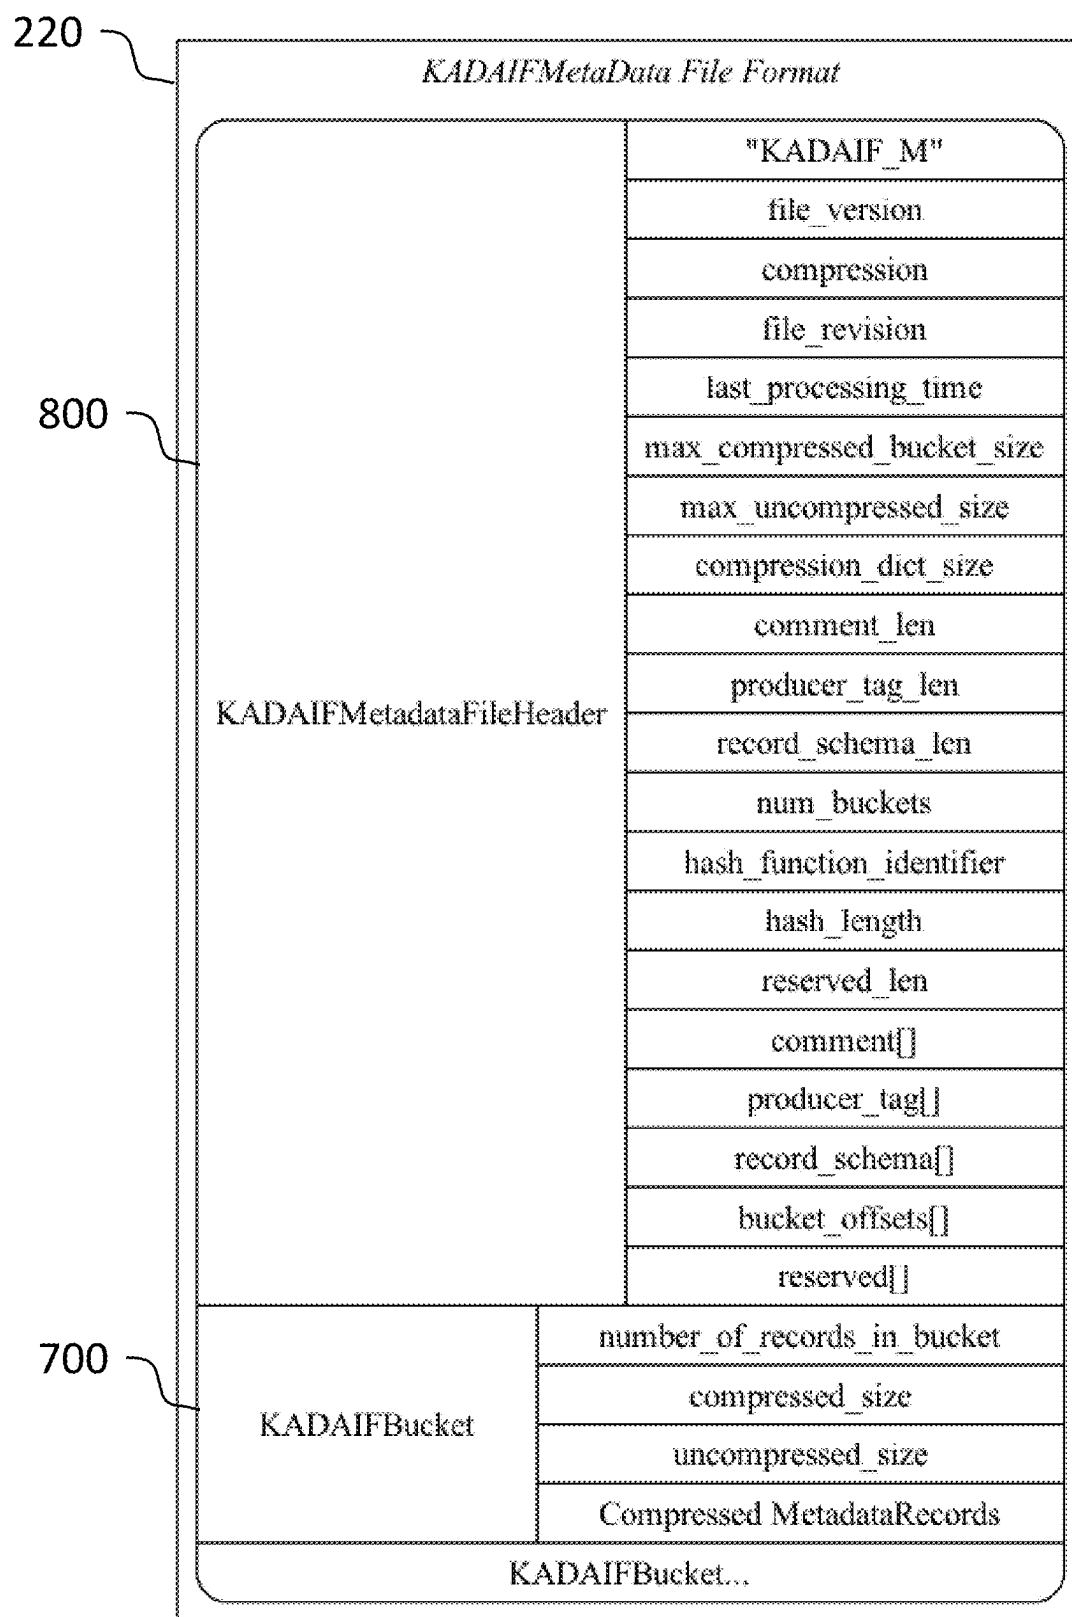 220
KADAIFMetaData File Format
"KADAIF_M"
file_version
compression
file_revision
last_processing_time
800
max_compressed_bucket_size
max_uncompressed_size
compression_dict_size
comment_len
producer_tag_len
KADAIFMetadataFileHeader
record_schema_len
num_buckets
hash_function_identifier
hash_length
reserved_len
comment[]
producer_tag[]
record_schema[]
bucket_offsets[]
reserved[]
700
number_of_records_in_bucket
compressed_size
KADAIFBucket
uncompressed_size
Compressed MetadataRecords
KADAIFBucket...